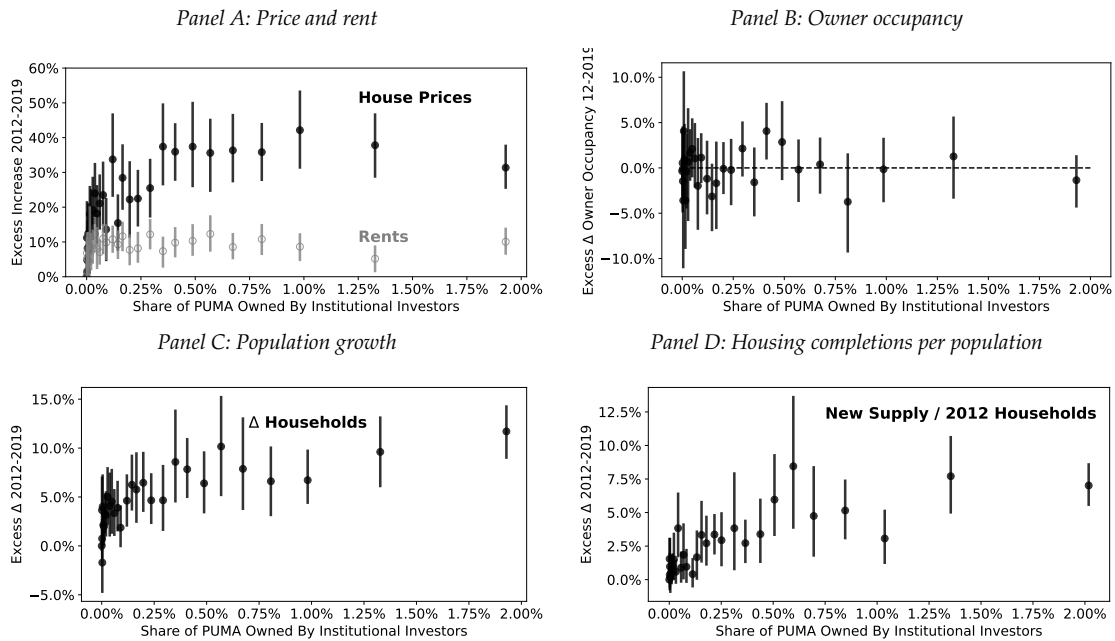 Panel A: Price and rent
Panel B: Owner occupancy
Excess Increase 2012-2019
60%
50%
40%
30%
20%
10%
0%
House Prices
Rents
0.00% 0.25% 0.50% 0.75% 1.00% 1.25% 1.50% 1.75% 2.00%
Share of PUMA Owned By Institutional Investors
Excess Δ Owner Occupancy 12-2019
10.0%
5.0%
0.0%
−5.0%
−10.0%
0.00% 0.25% 0.50% 0.75% 1.00% 1.25% 1.50% 1.75% 2.00%
Share of PUMA Owned By Institutional Investors
Panel C: Population growth
Panel D: Housing completions per population
Excess Δ 2012-2019
15.0%
10.0%
5.0%
0.0%
−5.0%
Δ Households
0.00% 0.25% 0.50% 0.75% 1.00% 1.25% 1.50% 1.75% 2.00%
Share of PUMA Owned By Institutional Investors
Excess Δ 2012-2019
12.5%
10.0%
7.5%
5.0%
2.5%
0.0%
New Supply / 2012 Households
0.00% 0.25% 0.50% 0.75% 1.00% 1.25% 1.50% 1.75% 2.00%
Share of PUMA Owned By Institutional Investors